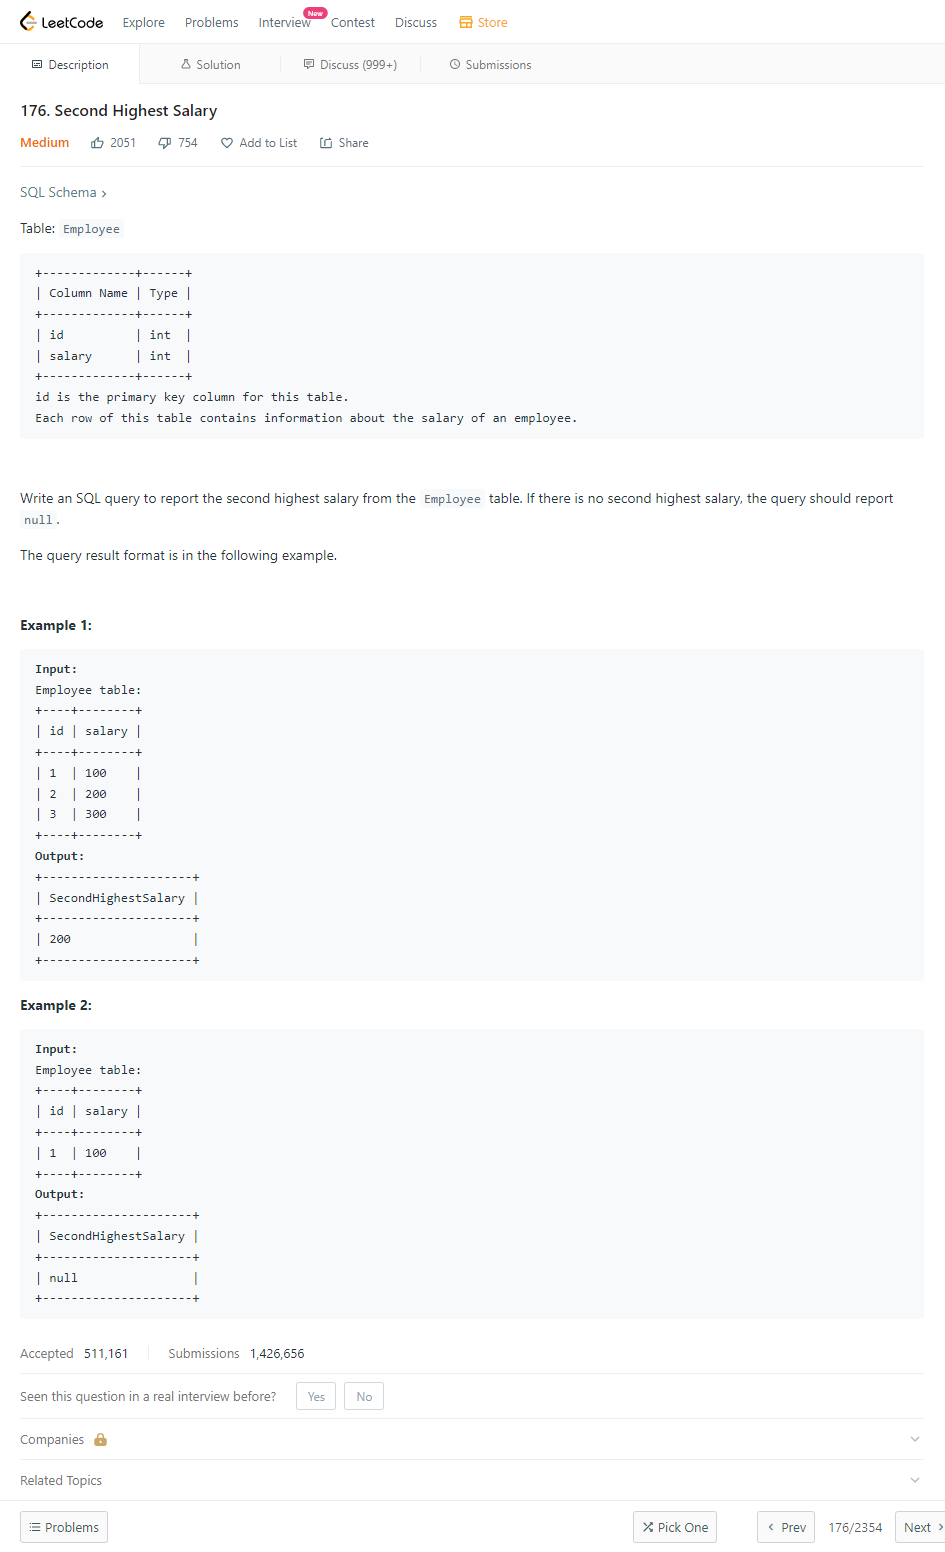 LeetCode Explore Problems Interview New Contest Discuss Store
Description Solution Discuss (999+) Submissions
176. Second Highest Salary
Medium 2051 754 Add to List Share
SQL Schema ›
Table: Employee
+-------------+------+
| Column Name | Type |
+-------------+------+
| id          | int  |
| salary      | int  |
+-------------+------+
id is the primary key column for this table.
Each row of this table contains information about the salary of an employee.
Write an SQL query to report the second highest salary from the Employee table. If there is no second highest salary, the query should report
null.
The query result format is in the following example.
Example 1:
Input:
Employee table:
+----+--------+
| id | salary |
+----+--------+
| 1  | 100    |
| 2  | 200    |
| 3  | 300    |
+----+--------+
Output:
+---------------------+
| SecondHighestSalary |
+---------------------+
| 200                 |
+---------------------+
Example 2:
Input:
Employee table:
+----+--------+
| id | salary |
+----+--------+
| 1  | 100    |
+----+--------+
Output:
+---------------------+
| SecondHighestSalary |
+---------------------+
| null                |
+---------------------+
Accepted 511,161 Submissions 1,426,656
Seen this question in a real interview before? Yes No
Companies
Related Topics
Problems Pick One ‹ Prev 176/2354 Next ›